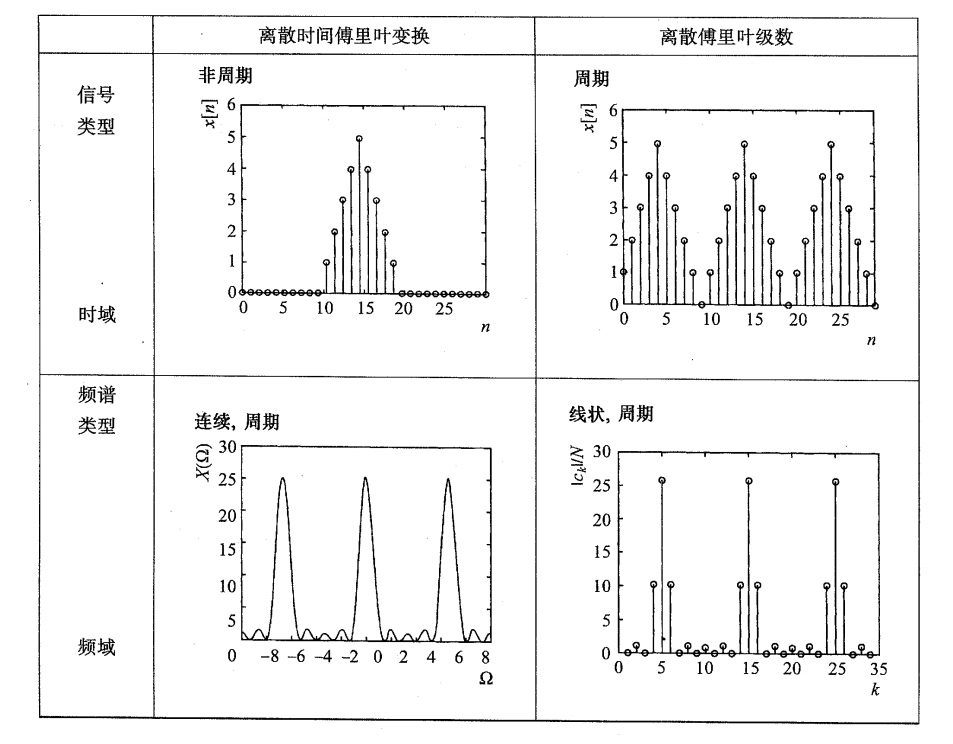 离散时间傅里叶变换
离散傅里叶级数
信号
类型
时域
非周期
x[n]
6
5
4
3
2
1
0
0 5 10 15 20 25
n
周期
x[n]
6
5
4
3
2
1
0
0 5 10 15 20 25
n
频谱
类型
频域
连续, 周期
X(Ω)
30
25
20
15
10
5
0 -8 -6 -4 -2 0 2 4 6 8
Ω
线状, 周期
|cₖ|/N
30
25
20
15
10
5
0
0 5 10 15 20 25 35
k